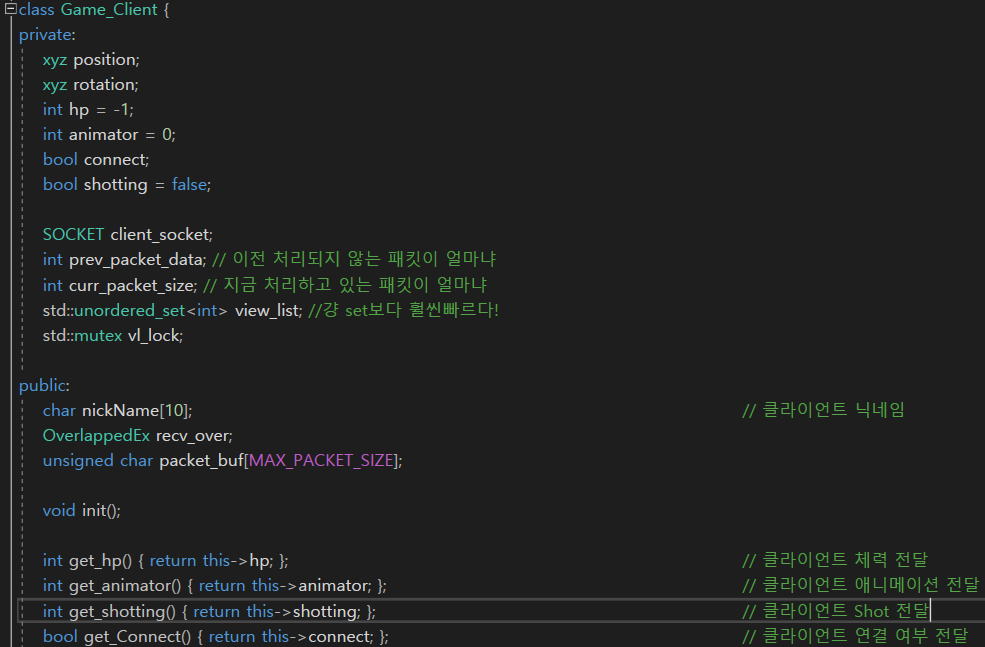 class Game_Client {
private:
xyz position;
xyz rotation;
int hp = -1;
int animator = 0;
bool connect;
bool shotting = false;
SOCKET client_socket;
int prev_packet_data; // 이전 처리되지 않는 패킷이 얼마냐
int curr_packet_size; // 지금 처리하고 있는 패킷이 얼마냐
std::unordered_set<int> view_list; //걍 set보다 훨씬빠르다!
std::mutex vl_lock;
public:
char nickName[10]; // 클라이언트 닉네임
OverlappedEx recv_over;
unsigned char packet_buf[MAX_PACKET_SIZE];
void init();
int get_hp() { return this->hp; }; // 클라이언트 체력 전달
int get_animator() { return this->animator; }; // 클라이언트 애니메이션 전달
int get_shotting() { return this->shotting; }; // 클라이언트 Shot 전달
bool get_Connect() { return this->connect; }; // 클라이언트 연결 여부 전달